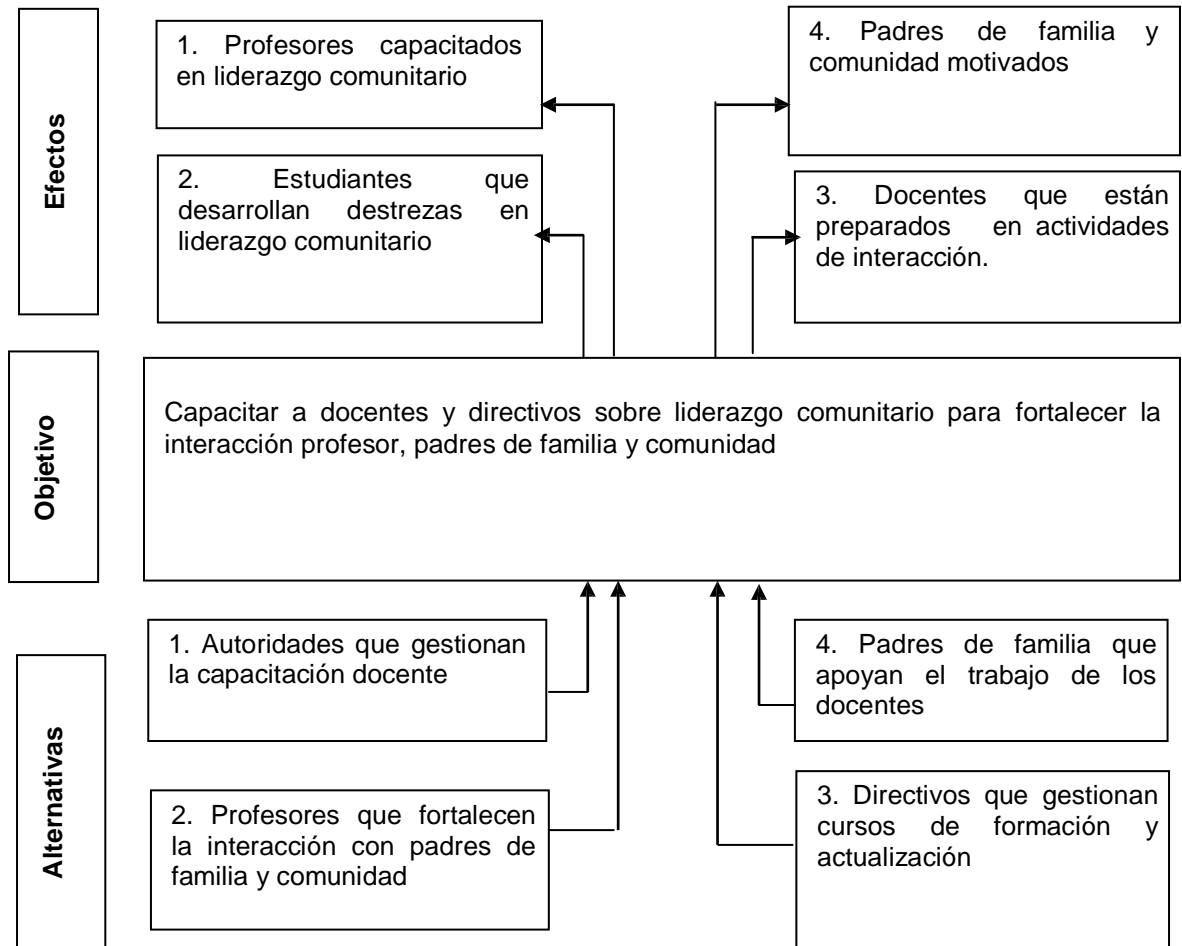 Efectos
1. Profesores capacitados
en liderazgo comunitario
4. Padres de familia y
comunidad motivados
2. Estudiantes que
desarrollan destrezas en
liderazgo comunitario
3. Docentes que están
preparados en actividades
de interacción.
Objetivo
Capacitar a docentes y directivos sobre liderazgo comunitario para fortalecer la
interacción profesor, padres de familia y comunidad
Alternativas
1. Autoridades que gestionan
la capacitación docente
4. Padres de familia que
apoyan el trabajo de los
docentes
2. Profesores que fortalecen
la interacción con padres de
familia y comunidad
3. Directivos que gestionan
cursos de formación y
actualización